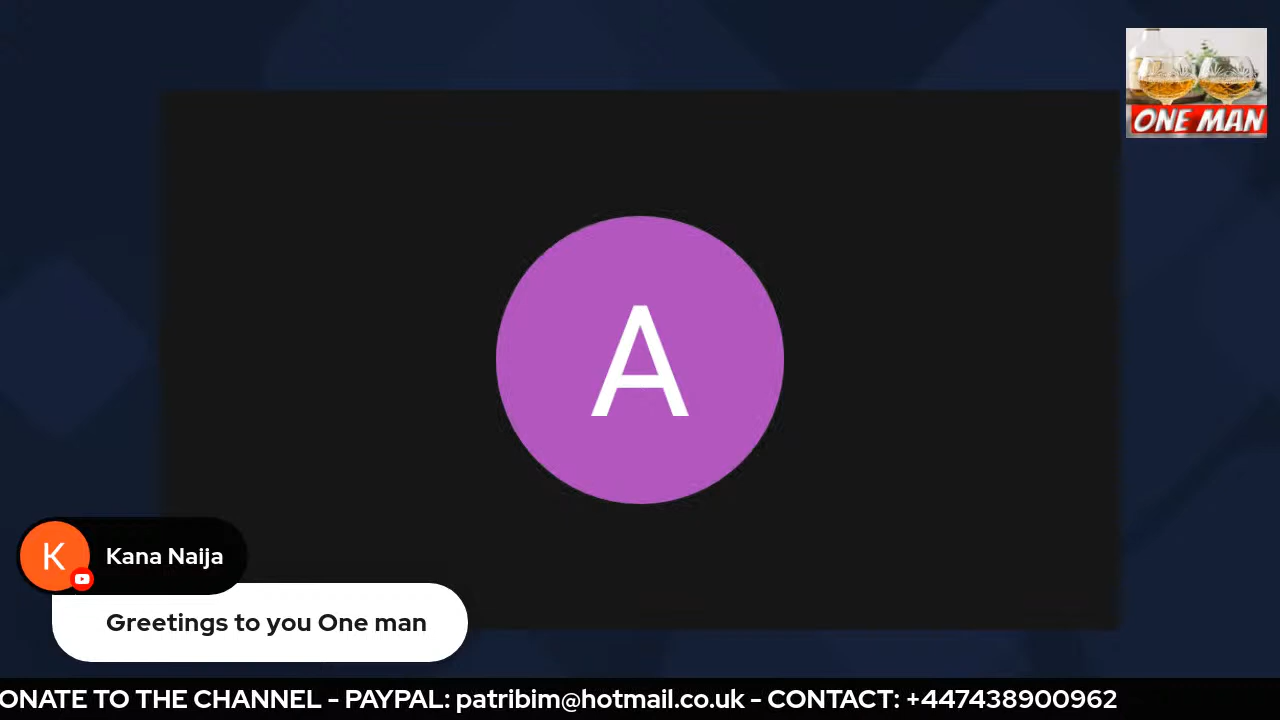 ONE MAN
A
K
Kana Naija
Greetings to you One man
ONATE TO THE CHANNEL - PAYPAL: patribim@hotmail.co.uk - CONTACT: +447438900962